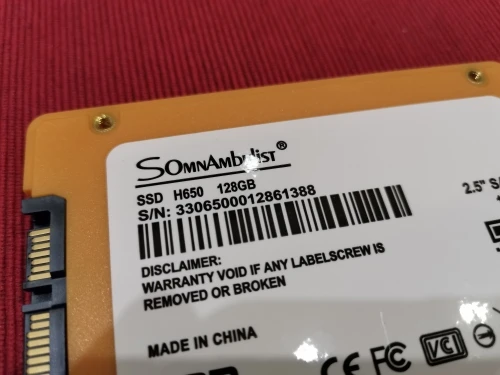 SOMNAMBULIST®
SSD H650 128GB
S/N: 3306500012861388
2.5"
DISCLAIMER:
WARRANTY VOID IF ANY LABELSCREW IS
REMOVED OR BROKEN
MADE IN CHINA
CE FC VCI